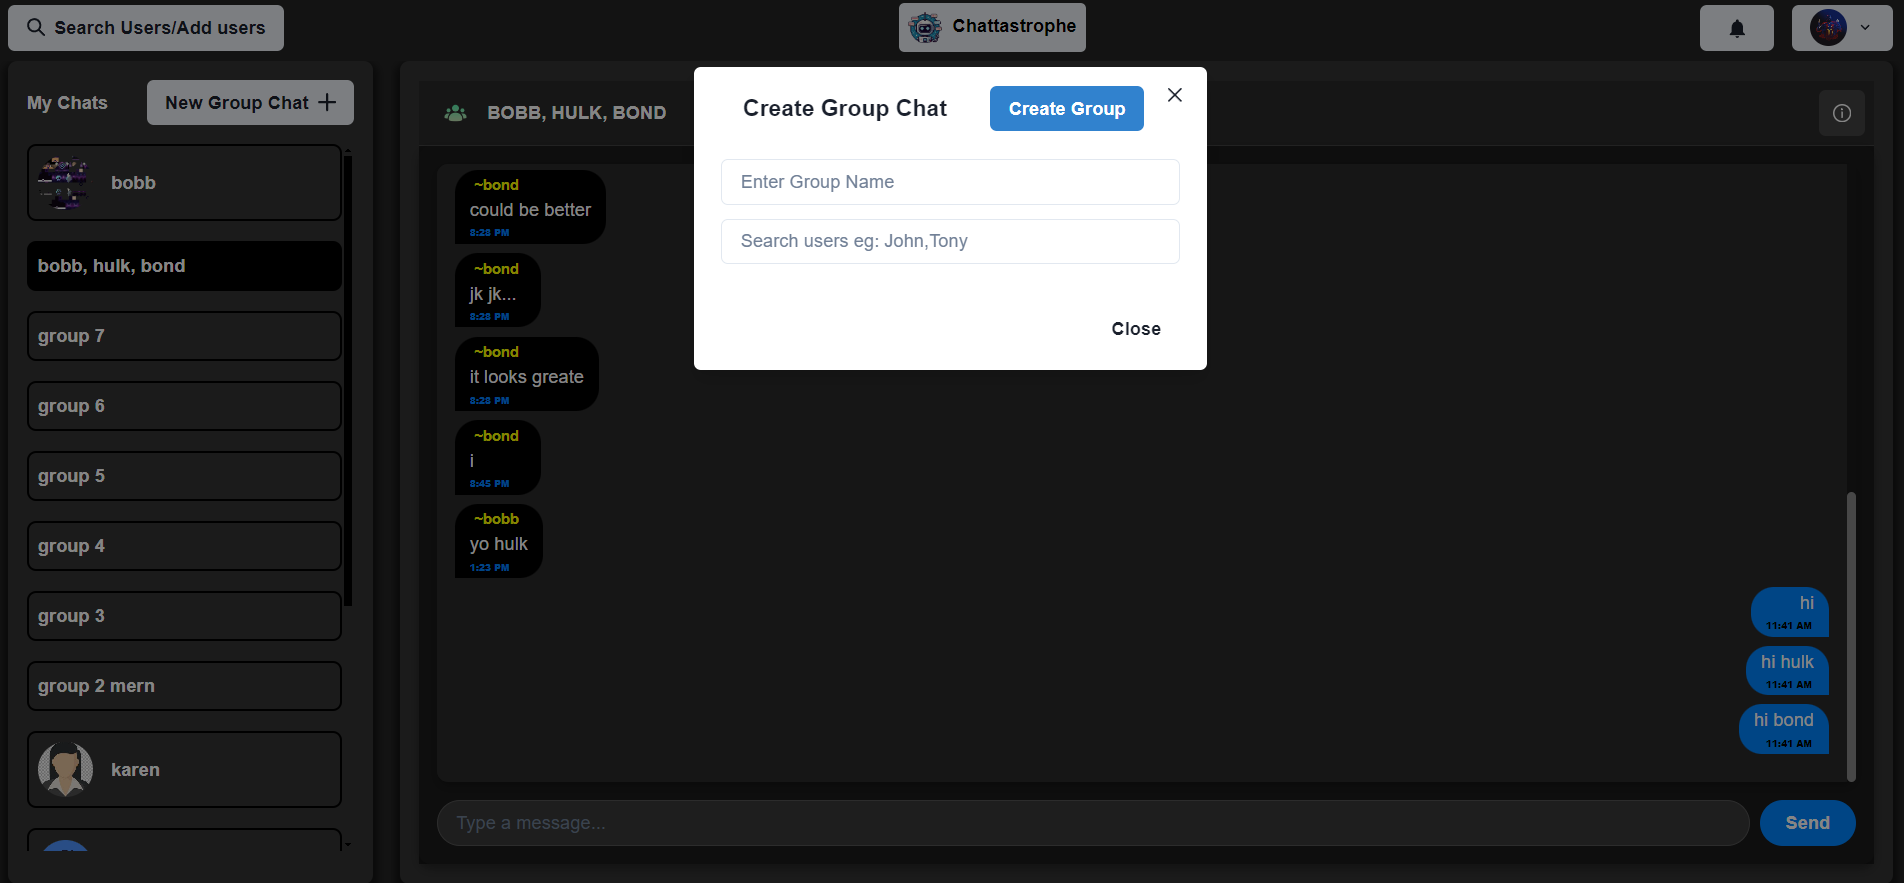 Search Users/Add users
Chattastrophe
My Chats
New Group Chat
bobb
bobb, hulk, bond
group 7
group 6
group 5
group 4
group 3
group 2 mern
karen
BOBB, HULK, BOND
~bond
could be better
8:28 PM
~bond
jk jk...
8:28 PM
~bond
it looks greate
8:28 PM
~bond
i
8:45 PM
~bobb
yo hulk
1:23 PM
hi
11:41 AM
hi hulk
11:41 AM
hi bond
11:41 AM
Type a message...
Send
Create Group Chat
Create Group
Enter Group Name
Search users eg: John,Tony
Close